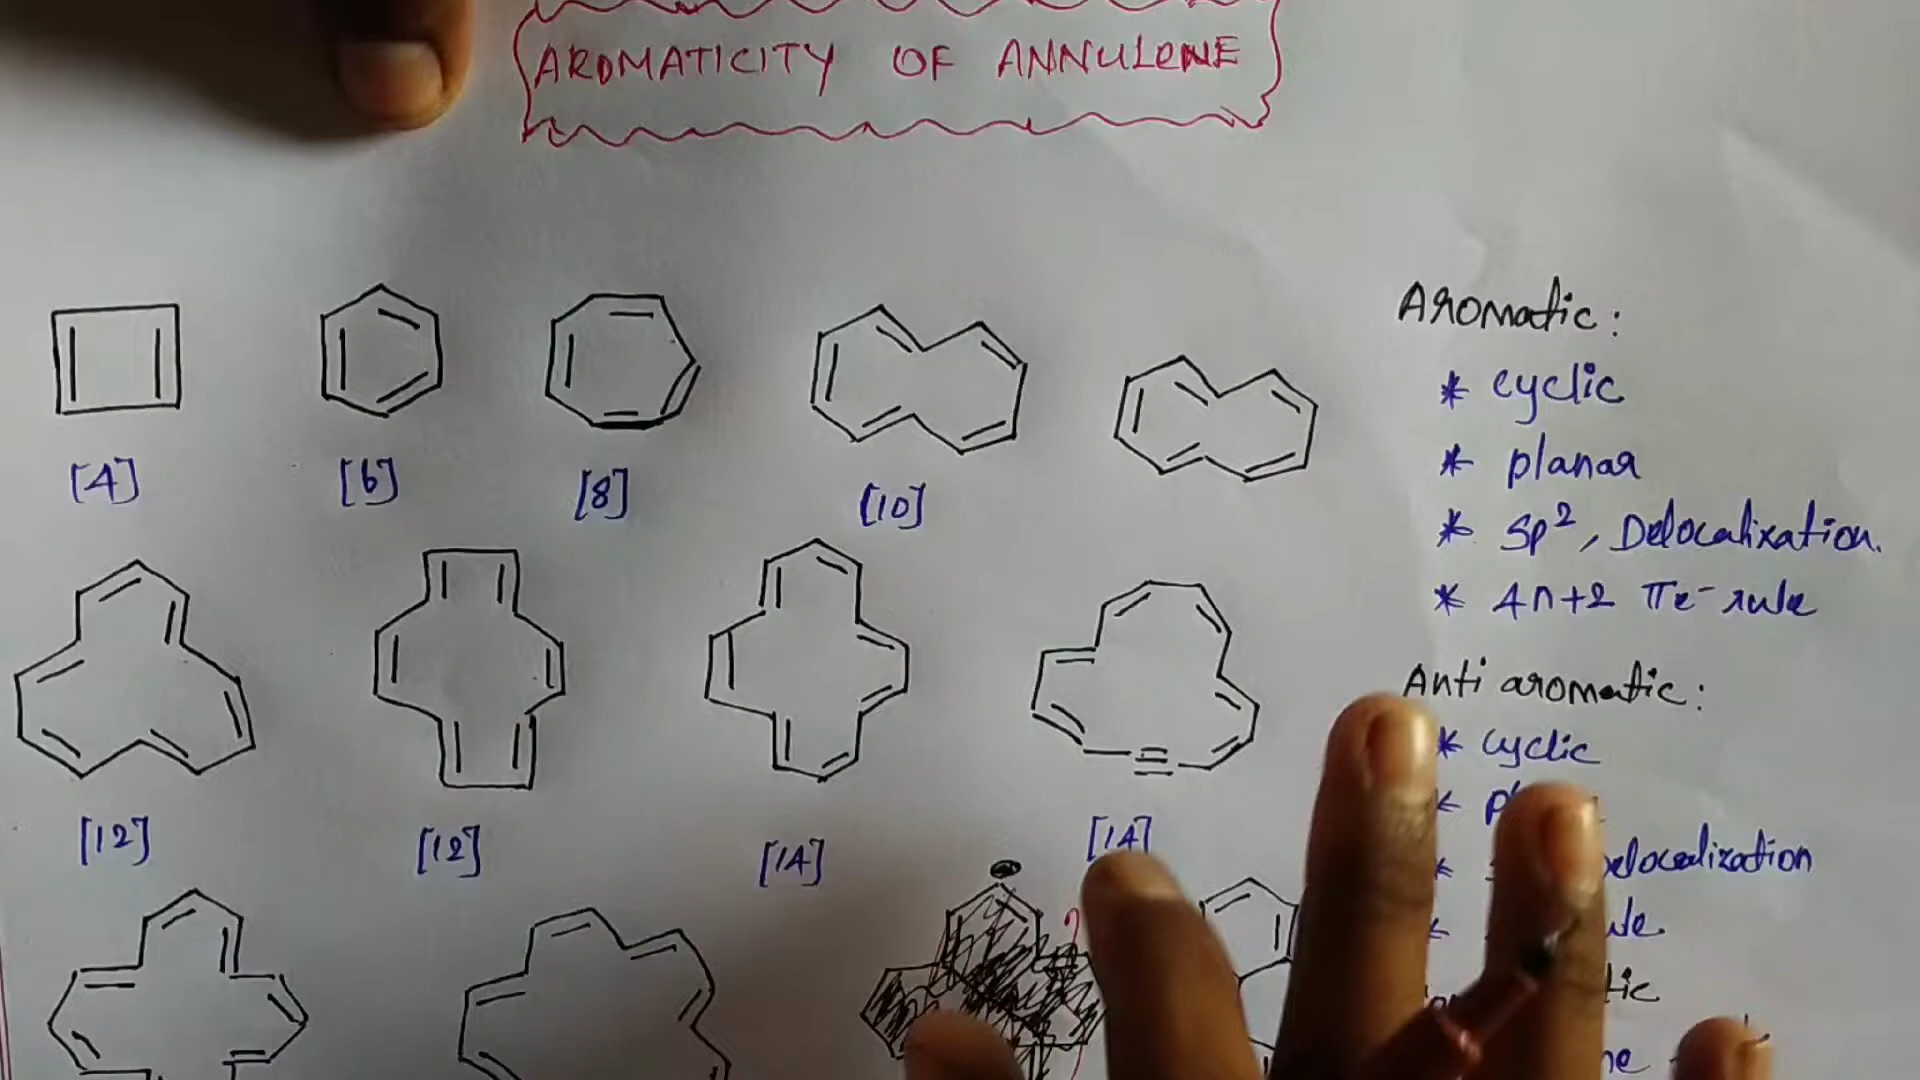 AROMATICITY OF ANNULENE
[4]
[6]
[8]
[10]
[12]
[12]
[14]
[14]
Aromatic:
* cyclic
* planar
* Sp², Delocalization.
* 4n+2 πe⁻ rule
Anti aromatic:
* cyclic